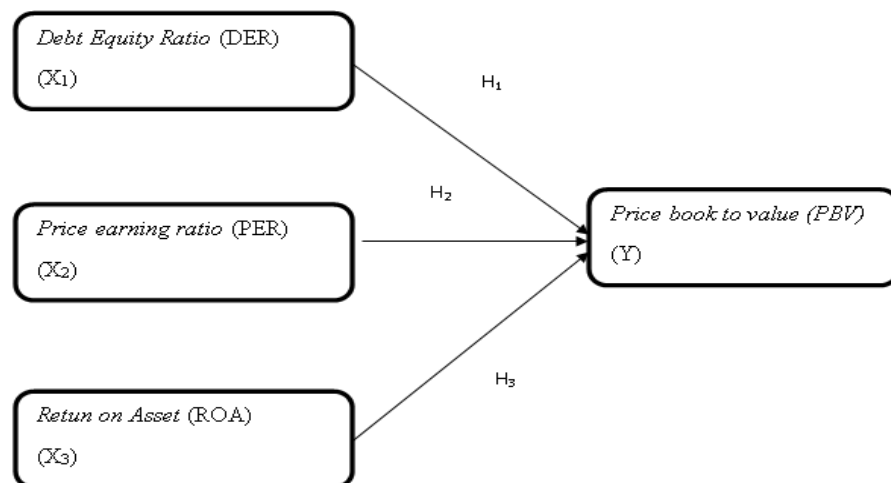 Debt Equity Ratio (DER)
(X₁)
H₁
Price earning ratio (PER)
(X₂)
H₂
Price book to value (PBV)
(Y)
Retun on Asset (ROA)
(X₃)
H₃